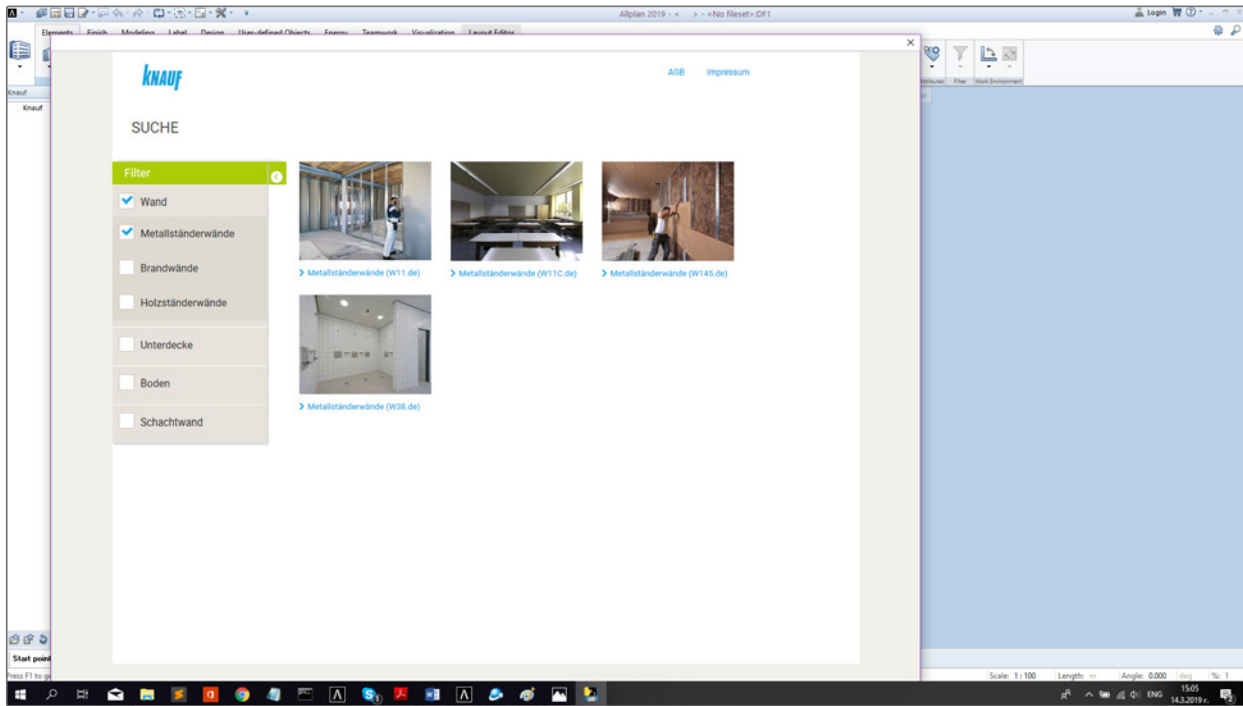 Allplan 2019 - < > - <No fileset>:DF1
Login
Elements Finish Modeling Label Design User-defined Objects Energy Teamwork Visualization Layout Editor
Filter Work Environment
Knauf
Knauf
KNAUF
AGB Impressum
SUCHE
Filter
Wand
Metallständerwände
Brandwände
Holzständerwände
Unterdecke
Boden
Schachtwand
Metallständerwände (W11.de)
Metallständerwände (W11C.de)
Metallständerwände (W145.de)
Metallständerwände (W38.de)
Start point
Press F1 to
Scale: 1:100 Length: m Angle: 0.000 deg %: 1
ENG
15:05
14.3.2019 г.